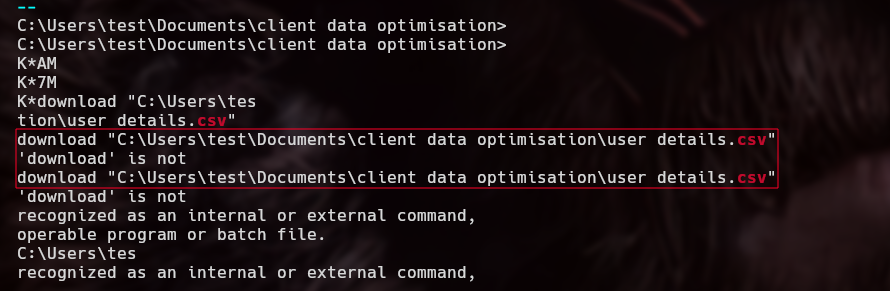 --
C:\Users\test\Documents\client data optimisation>
C:\Users\test\Documents\client data optimisation>
K*AM
K*7M
K*download "C:\Users\tes
tion\user details.csv"
download "C:\Users\test\Documents\client data optimisation\user details.csv"
'download' is not
download "C:\Users\test\Documents\client data optimisation\user details.csv"
'download' is not
recognized as an internal or external command,
operable program or batch file.
C:\Users\tes
recognized as an internal or external command,